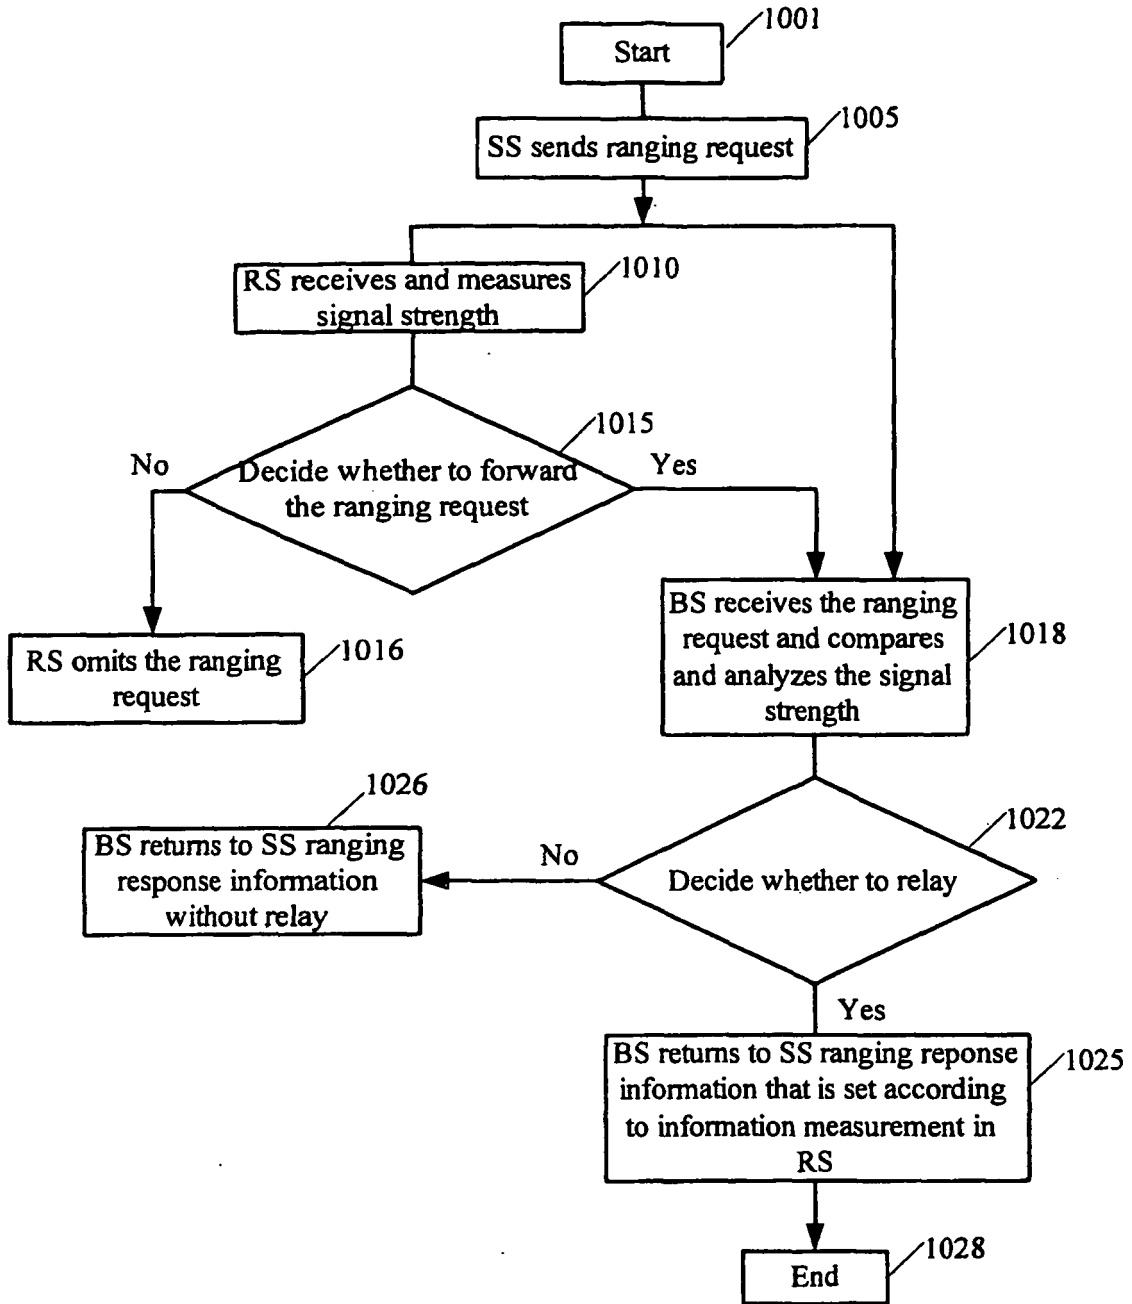 1001
Start
1005
SS sends ranging request
1010
RS receives and measures
signal strength
1015
No
Decide whether to forward
the ranging request
Yes
BS receives the ranging
request and compares
and analyzes the signal
strength
1018
RS omits the ranging
request
1016
1026
BS returns to SS ranging
response information
without relay
No
1022
Decide whether to relay
Yes
BS returns to SS ranging reponse
information that is set according
to information measurement in
RS
1025
1028
End